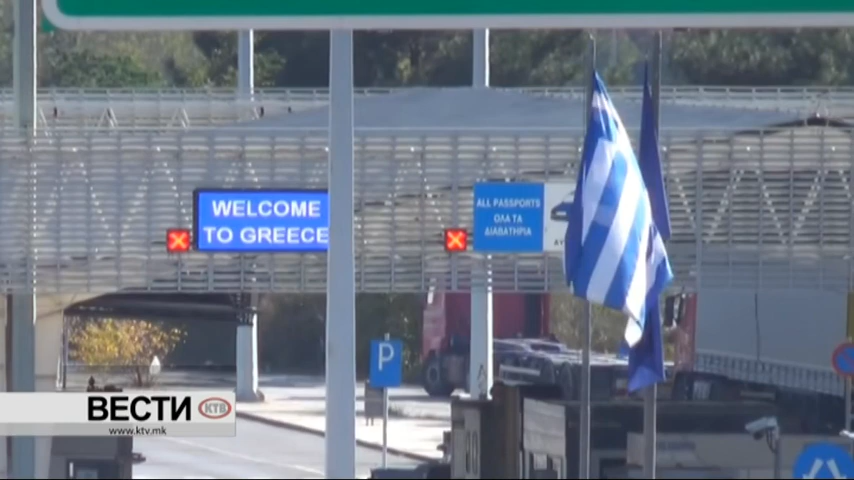 WELCOME
TO GREECE
ALL PASSPORTS
ΟΛΑ ΤΑ
ΔΙΑΒΑΤΗΡΙΑ
P
ВЕСТИ КТВ
www.ktv.mk